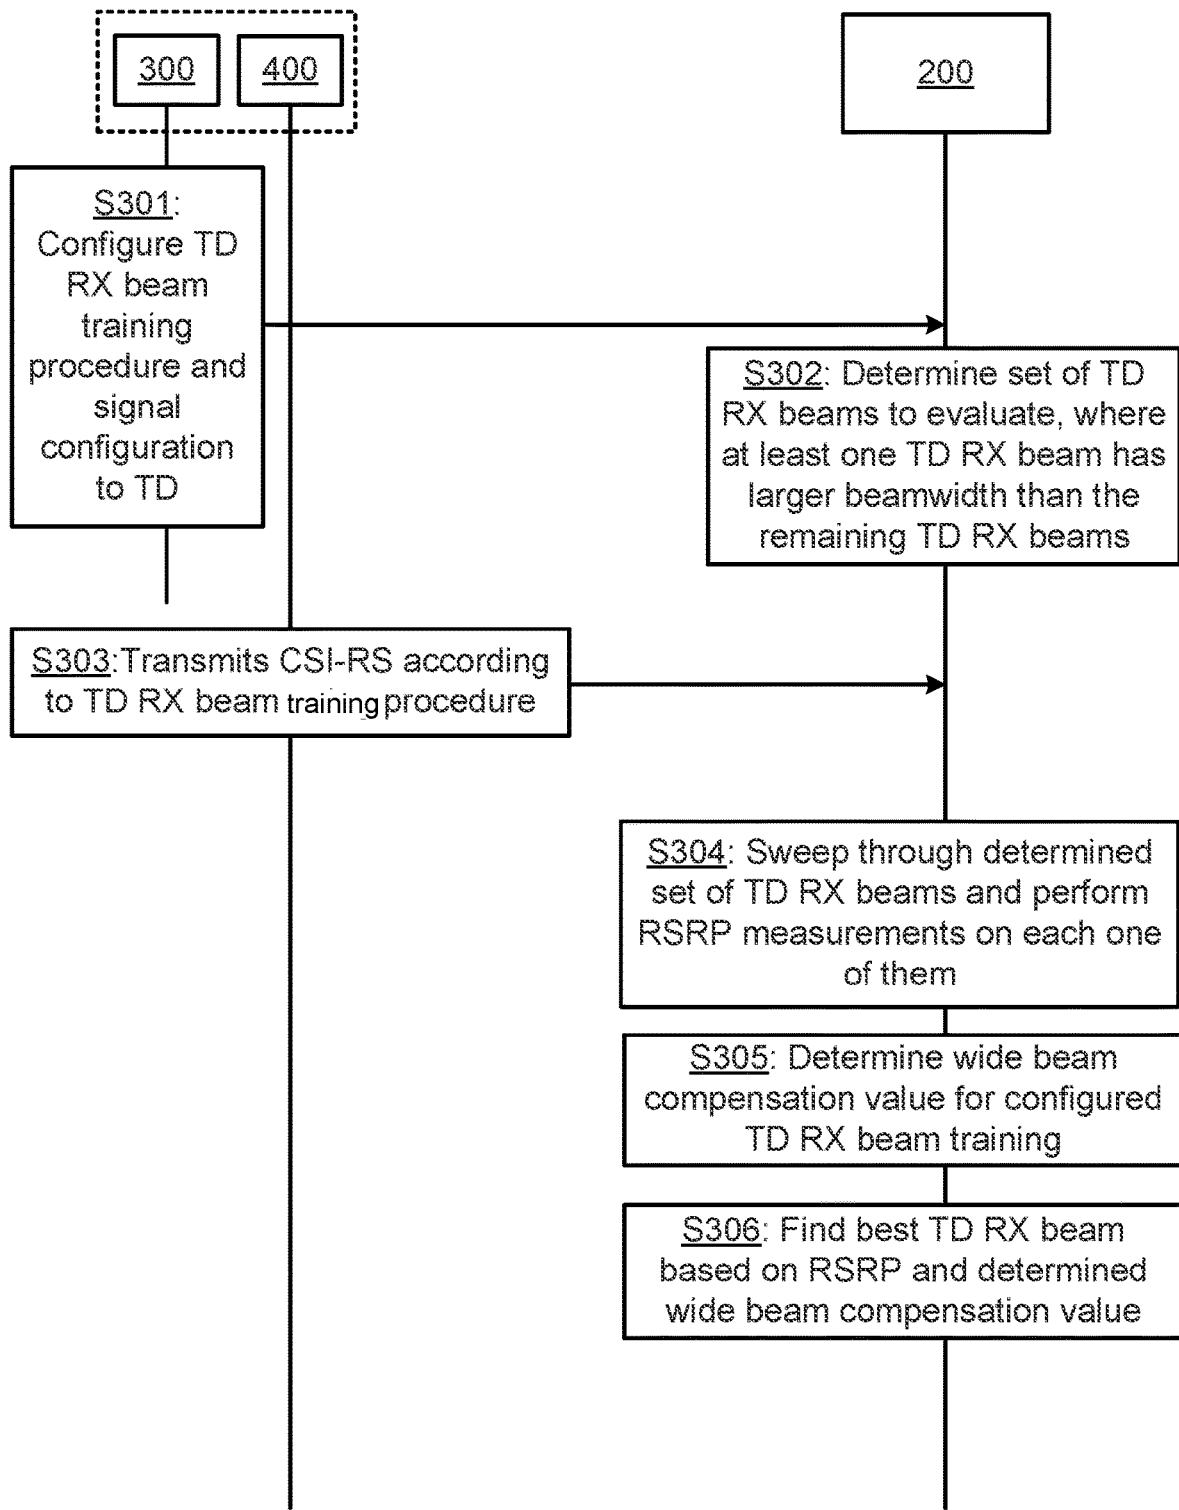 300
400
200
S301:
Configure TD
RX beam
training
procedure and
signal
configuration
to TD
S302: Determine set of TD
RX beams to evaluate, where
at least one TD RX beam has
larger beamwidth than the
remaining TD RX beams
S303:Transmits CSI-RS according
to TD RX beam training procedure
S304: Sweep through determined
set of TD RX beams and perform
RSRP measurements on each one
of them
S305: Determine wide beam
compensation value for configured
TD RX beam training
S306: Find best TD RX beam
based on RSRP and determined
wide beam compensation value